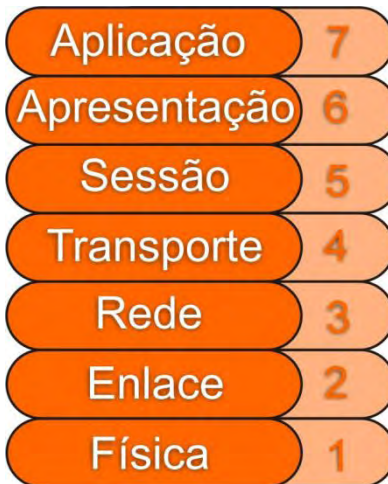 Aplicação 7
Apresentação 6
Sessão 5
Transporte 4
Rede 3
Enlace 2
Física 1